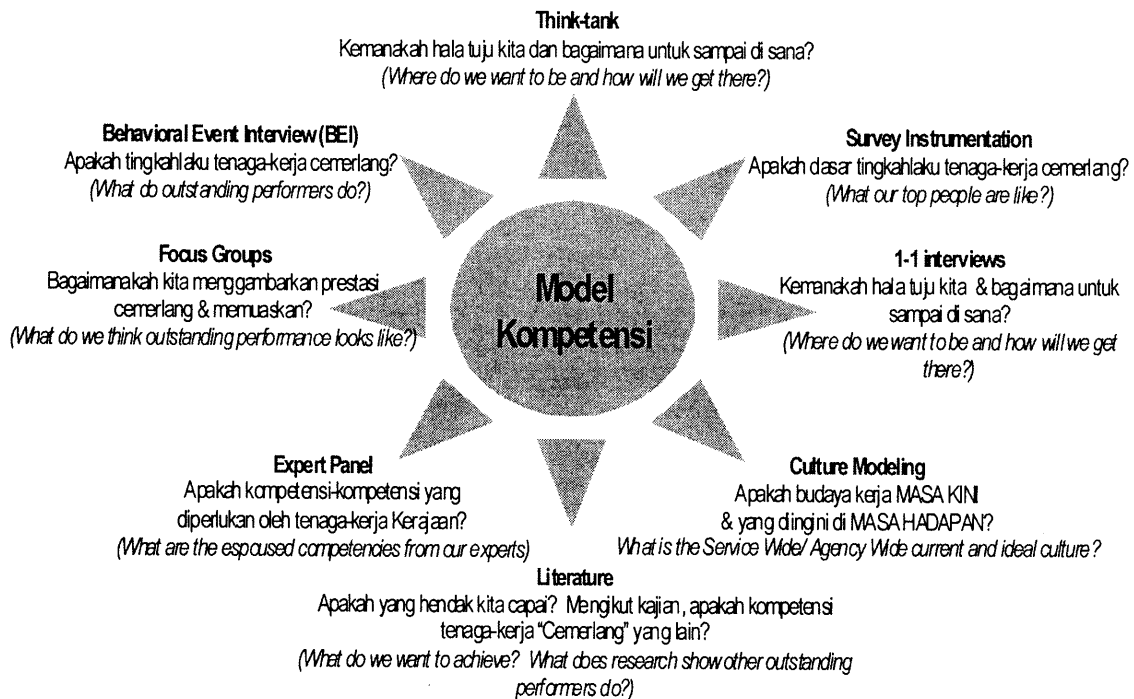 Think-tank
Kemanakah hala tuju kita dan bagaimana untuk sampai di sana?
(Where do we want to be and how will we get there?)
Behavioral Event Interview (BEI)
Apakah tingkahlaku tenaga-kerja cemerlang?
(What do outstanding performers do?)
Survey Instrumentation
Apakah dasar tingkahlaku tenaga-kerja cemerlang?
(What our top people are like?)
Focus Groups
Bagaimanakah kita menggambarkan prestasi
cemerlang & memuaskan?
(What do we think outstanding performance looks like?)
Model
Kompetensi
1-1 interviews
Kemanakah hala tuju kita & bagaimana untuk
sampai di sana?
(Where do we want to be and how will we get
there?)
Expert Panel
Apakah kompetensi-kompetensi yang
diperlukan oleh tenaga-kerja Kerajaan?
(What are the espoused competencies from our experts)
Culture Modeling
Apakah budaya kerja MASA KINI
& yang diingini di MASA HADAPAN?
What is the Service Wide/ Agency Wide current and ideal culture?
Literature
Apakah yang hendak kita capai? Mengikut kajian, apakah kompetensi
tenaga-kerja "Cemerlang" yang lain?
(What do we want to achieve? What does research show other outstanding
performers do?)